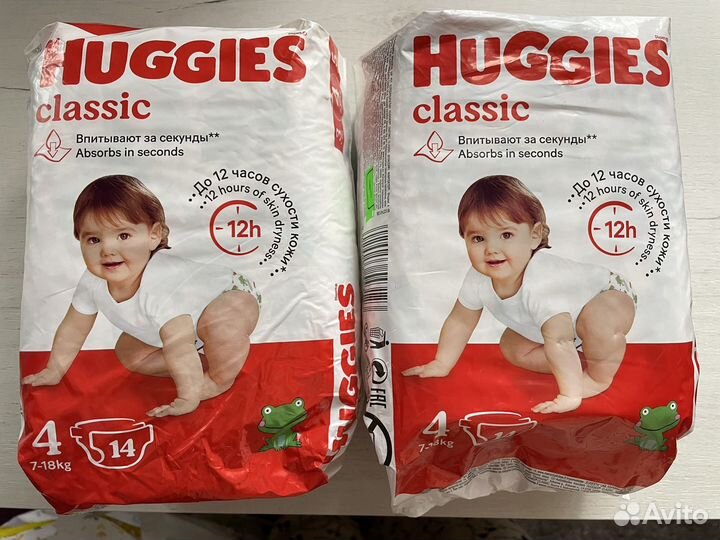 HUGGIES
classic
Впитывают за секунды**
Absorbs in seconds
До 12 часов сухости кожи*
12 hours of skin dryness
12h
HUGGIES
4
7-18kg
14
HUGGIES
classic
Впитывают за секунды**
Absorbs in seconds
До 12 часов сухости кожи*
12 hours of skin dryness
12h
EAC
4
7-18kg
14
Avito